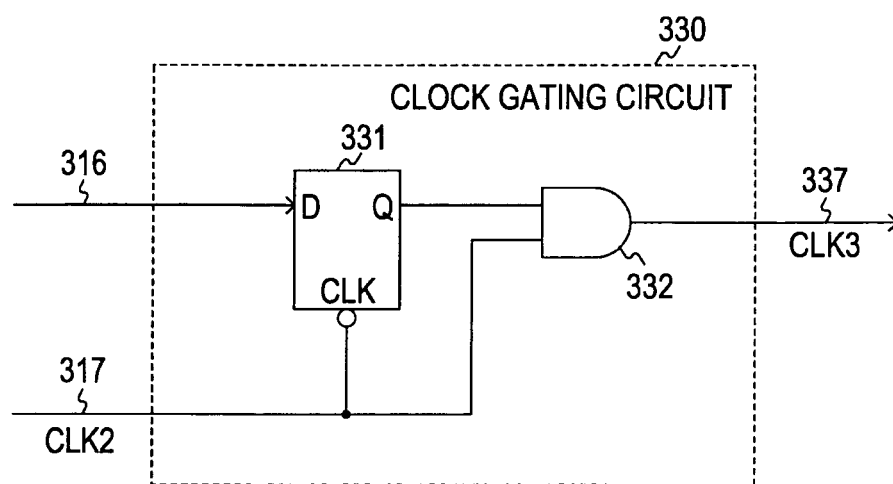 330
CLOCK GATING CIRCUIT
331
316
D Q
337
CLK3
332
CLK
317
CLK2